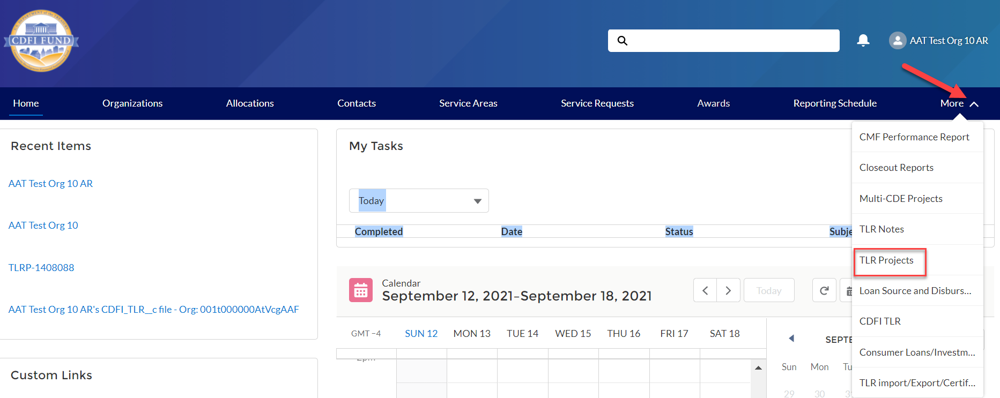 CDFI FUND
AAT Test Org 10 AR
Home Organizations Allocations Contacts Service Areas Service Requests Awards Reporting Schedule More
Recent Items
AAT Test Org 10 AR
AAT Test Org 10
TLRP-1408088
AAT Test Org 10 AR's CDFI_TLR__c file - Org: 001t000000AtVcgAAF
Custom Links
My Tasks
Today
Completed Date Status Subje
Calendar
September 12, 2021–September 18, 2021
Today
GMT −4 SUN 12 MON 13 TUE 14 WED 15 THU 16 FRI 17 SAT 18
2pm
SEPTE
Sun Mon Tu
29 30 31
CMF Performance Report
Closeout Reports
Multi-CDE Projects
TLR Notes
TLR Projects
Loan Source and Disburs...
CDFI TLR
Consumer Loans/Investm...
TLR import/Export/Certif...